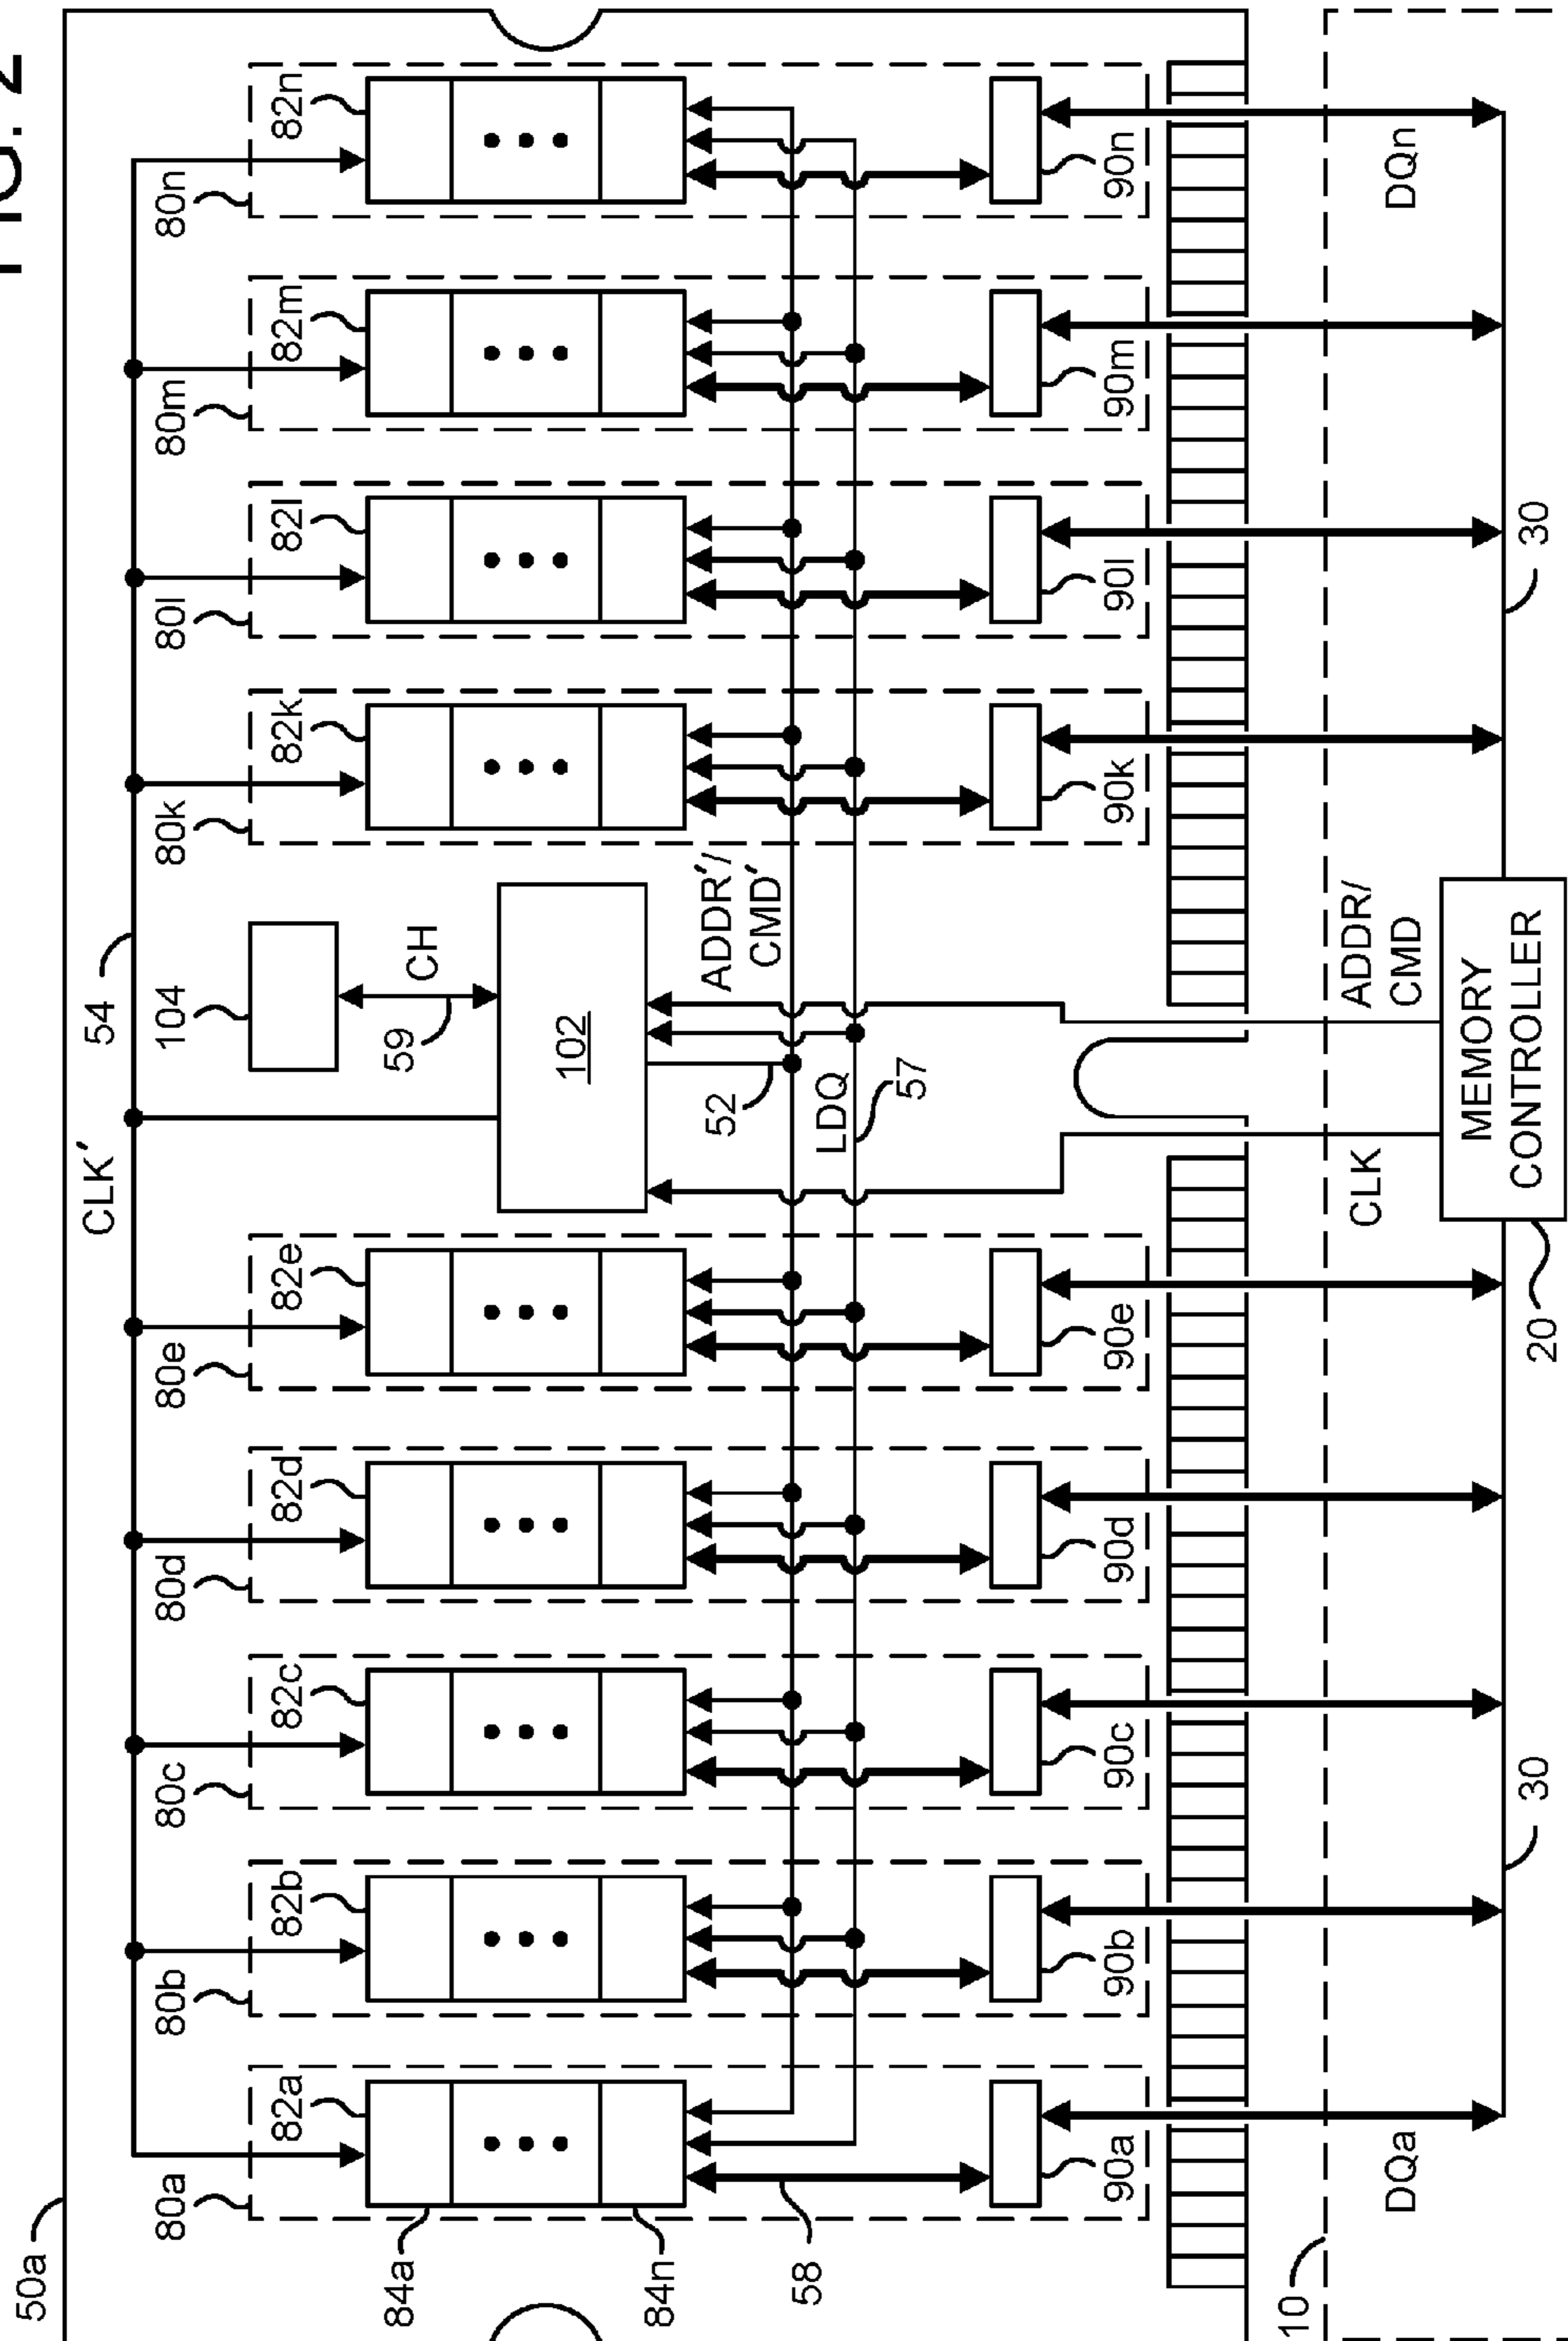 FIG. 2
50a
CLK'
54
80a
80b
80c
80d
80e
104
80k
80l
80m
80n
82a
82b
82c
82d
82e
82k
82l
82m
82n
84a
59
CH
102
84n
52
ADDR'/
CMD'
58
LDQ
57
90a
90b
90c
90d
90e
90k
90l
90m
90n
10
DQa
CLK
ADDR/
CMD
DQn
MEMORY
CONTROLLER
30
20
30